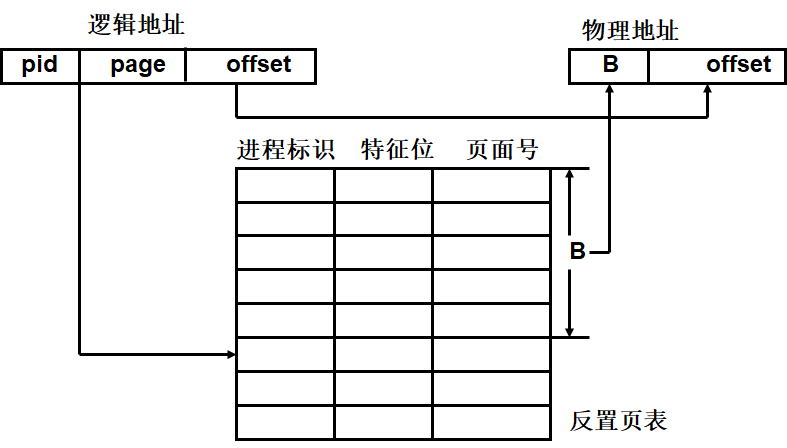 逻辑地址
物理地址
pid page offset
B offset
进程标识 特征位 页面号
B
反置页表